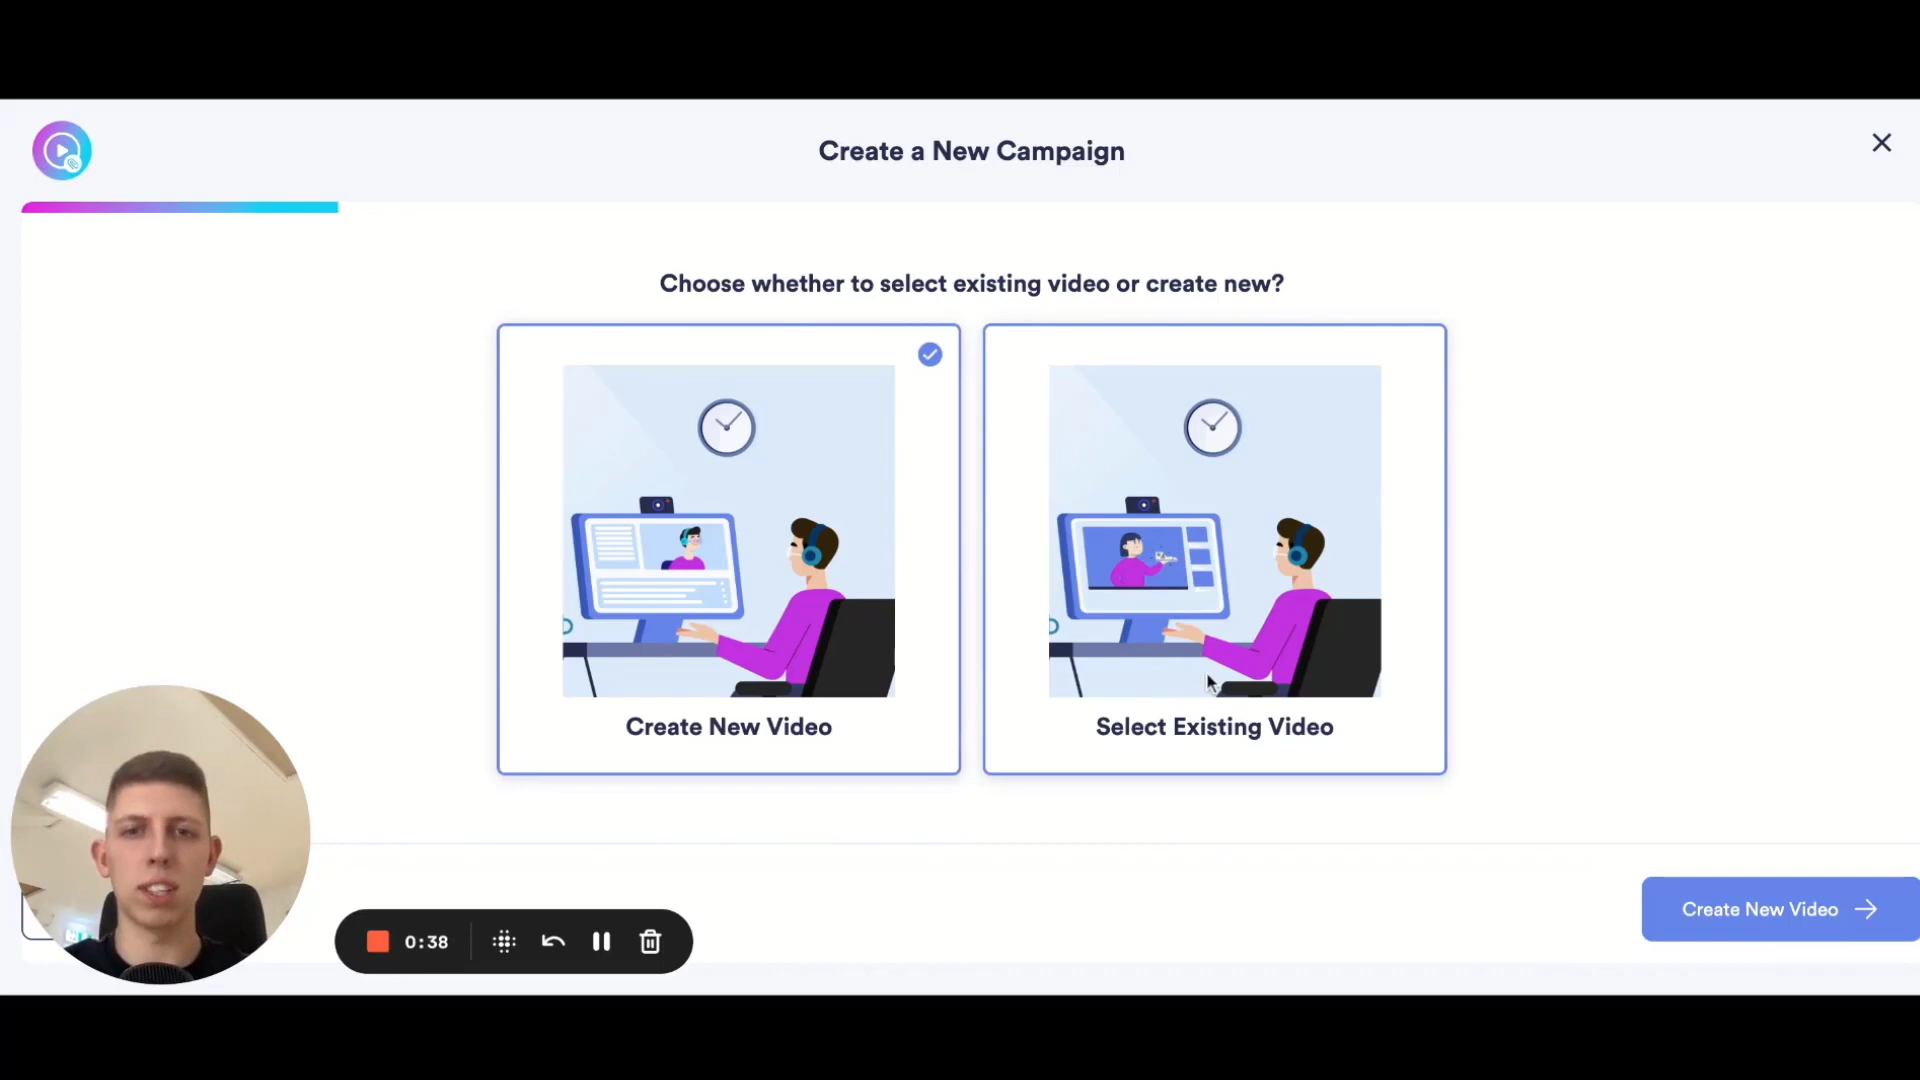 Create a New Campaign
Choose whether to select existing video or create new?
Create New Video
Select Existing Video
Create New Video
0:38